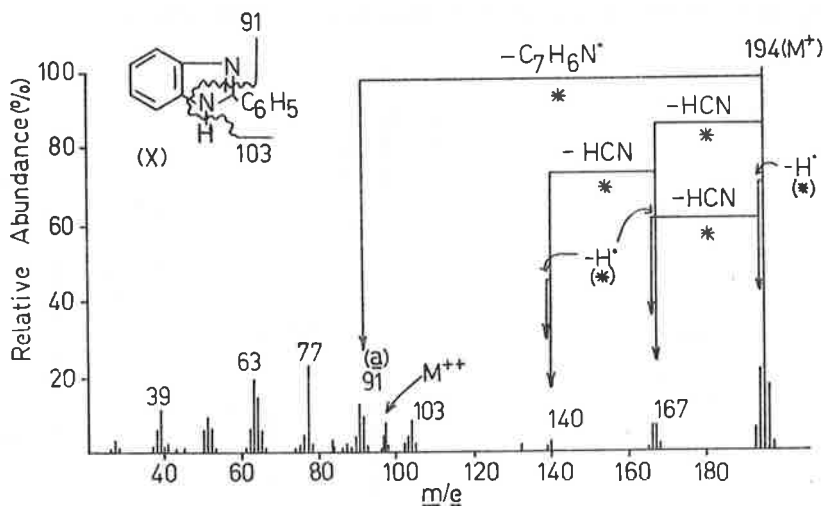 91
N
N
C₆H₅
H
(X)
103
Relative Abundance (%)
100
80
60
40
20
−C₇H₆N˙
*
194(M⁺)
−HCN
*
−HCN
*
−H˙
(*)
−HCN
*
−H˙
(*)
39
63
77
(a)
91
M⁺⁺
103
140
167
40
60
80
100
120
140
160
180
m/e